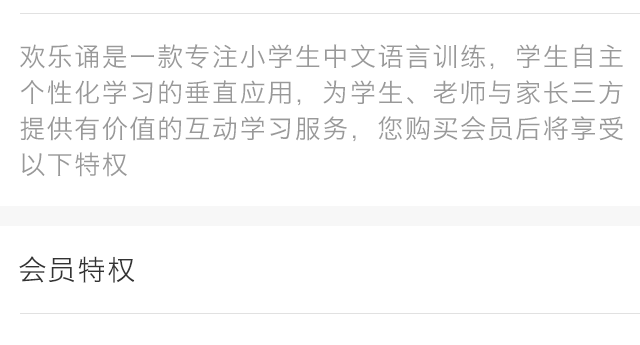 欢乐诵是一款专注小学生中文语言训练，学生自主
个性化学习的垂直应用，为学生、老师与家长三方
提供有价值的互动学习服务，您购买会员后将享受
以下特权
会员特权